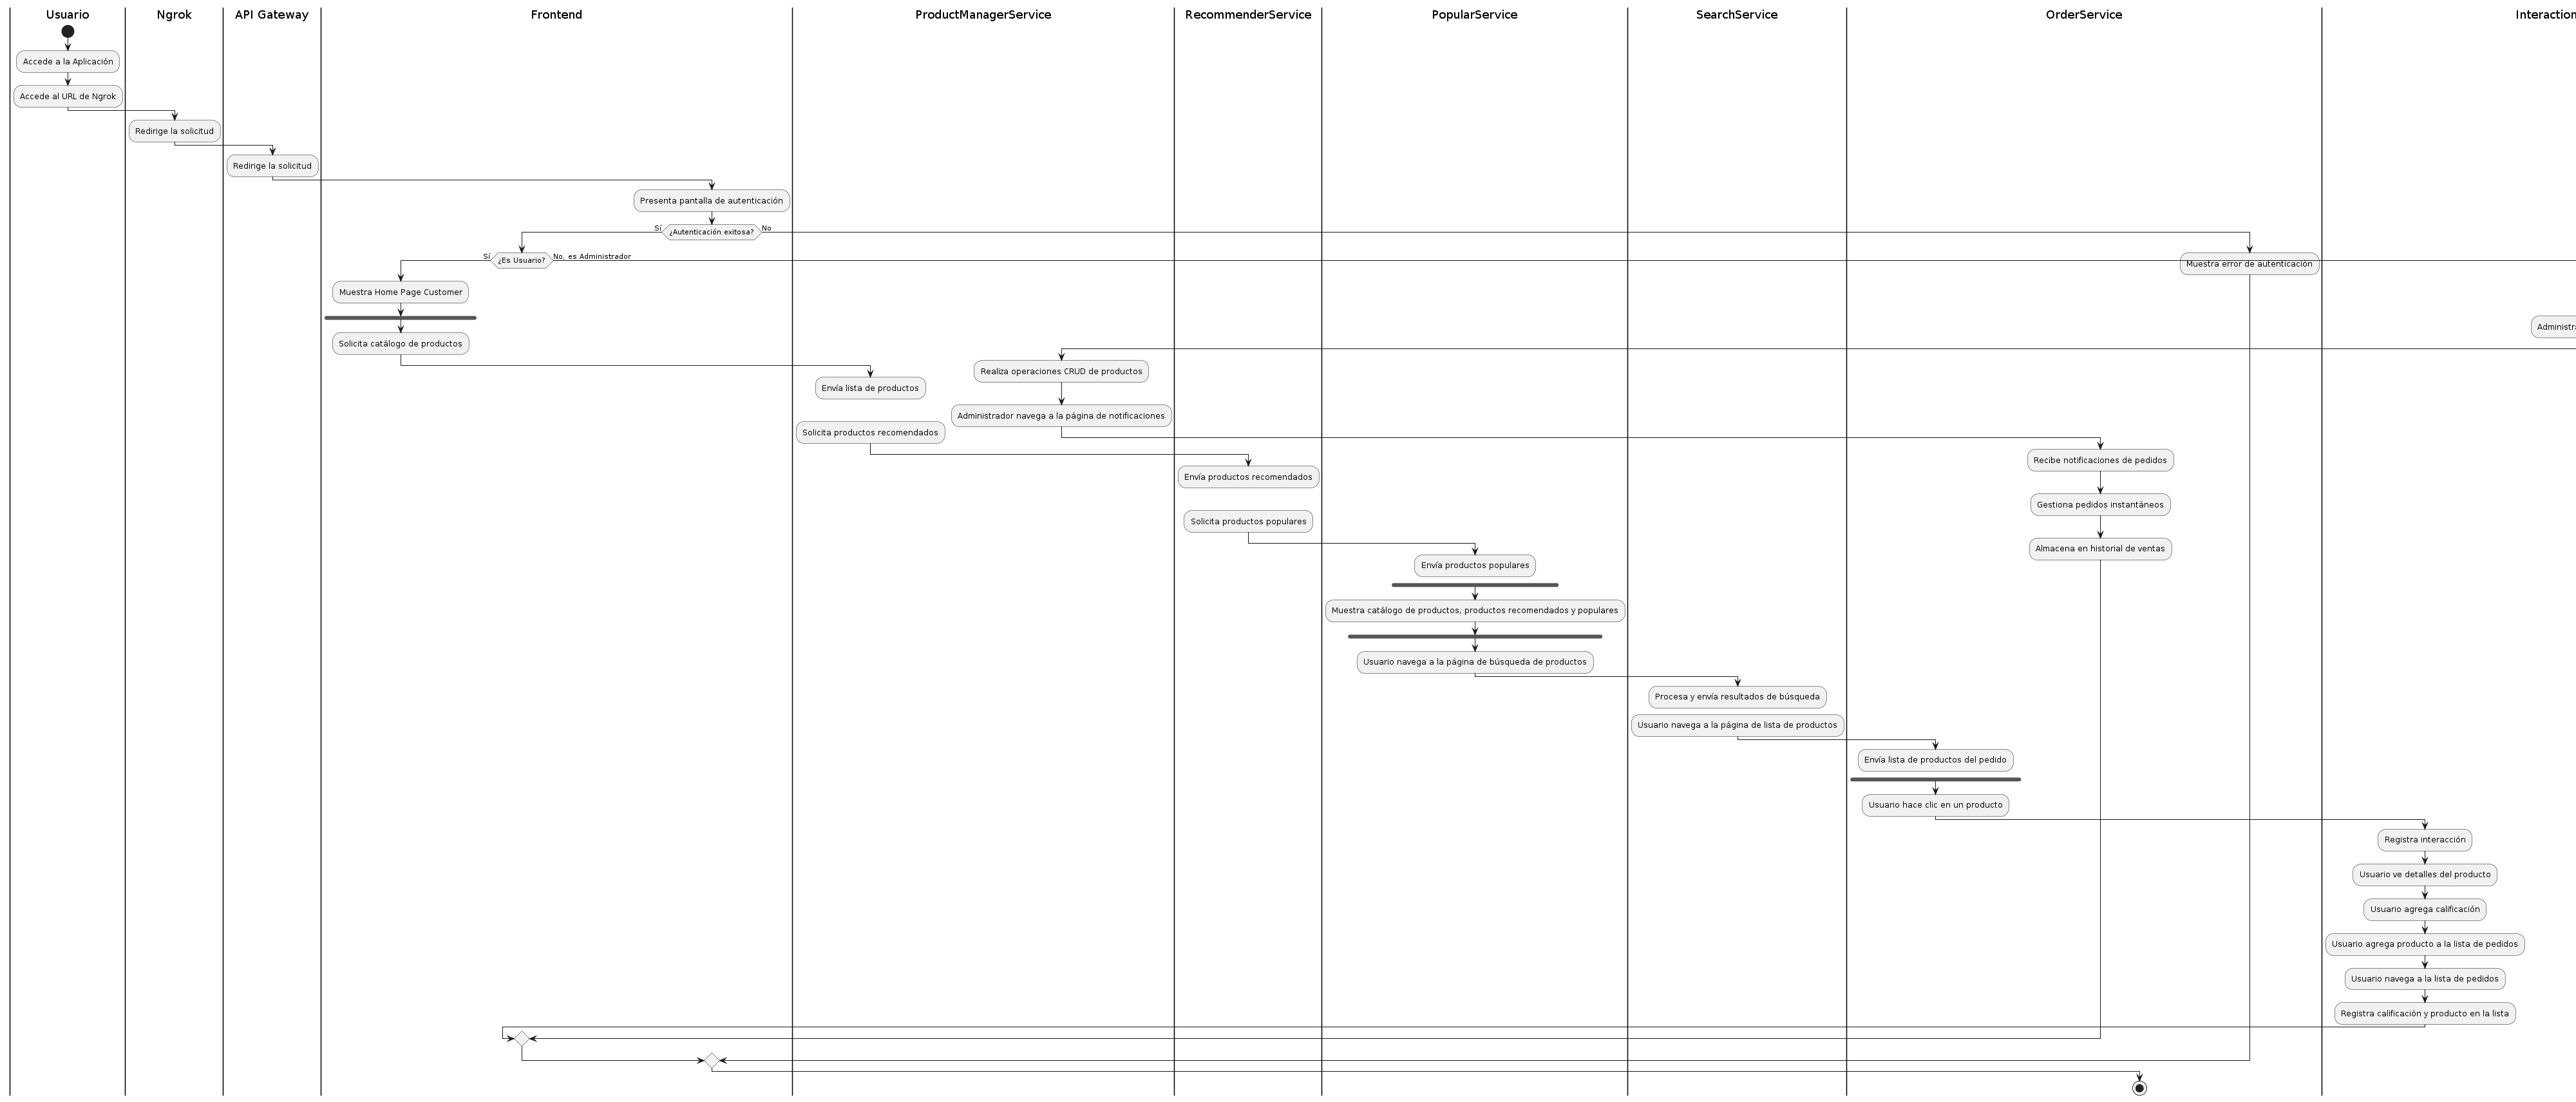 Usuario
Ngrok
API Gateway
Frontend
ProductManagerService
RecommenderService
PopularService
SearchService
OrderService
Interaction
Accede a la Aplicación
Accede al URL de Ngrok
Redirige la solicitud
Redirige la solicitud
Presenta pantalla de autenticación
Sí
¿Autenticación exitosa?
No
Sí
¿Es Usuario?
No, es Administrador
Muestra error de autenticación
Muestra Home Page Customer
Administra
Solicita catálogo de productos
Realiza operaciones CRUD de productos
Envía lista de productos
Administrador navega a la página de notificaciones
Solicita productos recomendados
Recibe notificaciones de pedidos
Envía productos recomendados
Gestiona pedidos instantáneos
Solicita productos populares
Almacena en historial de ventas
Envía productos populares
Muestra catálogo de productos, productos recomendados y populares
Usuario navega a la página de búsqueda de productos
Procesa y envía resultados de búsqueda
Usuario navega a la página de lista de productos
Envía lista de productos del pedido
Usuario hace clic en un producto
Registra interacción
Usuario ve detalles del producto
Usuario agrega calificación
Usuario agrega producto a la lista de pedidos
Usuario navega a la lista de pedidos
Registra calificación y producto en la lista